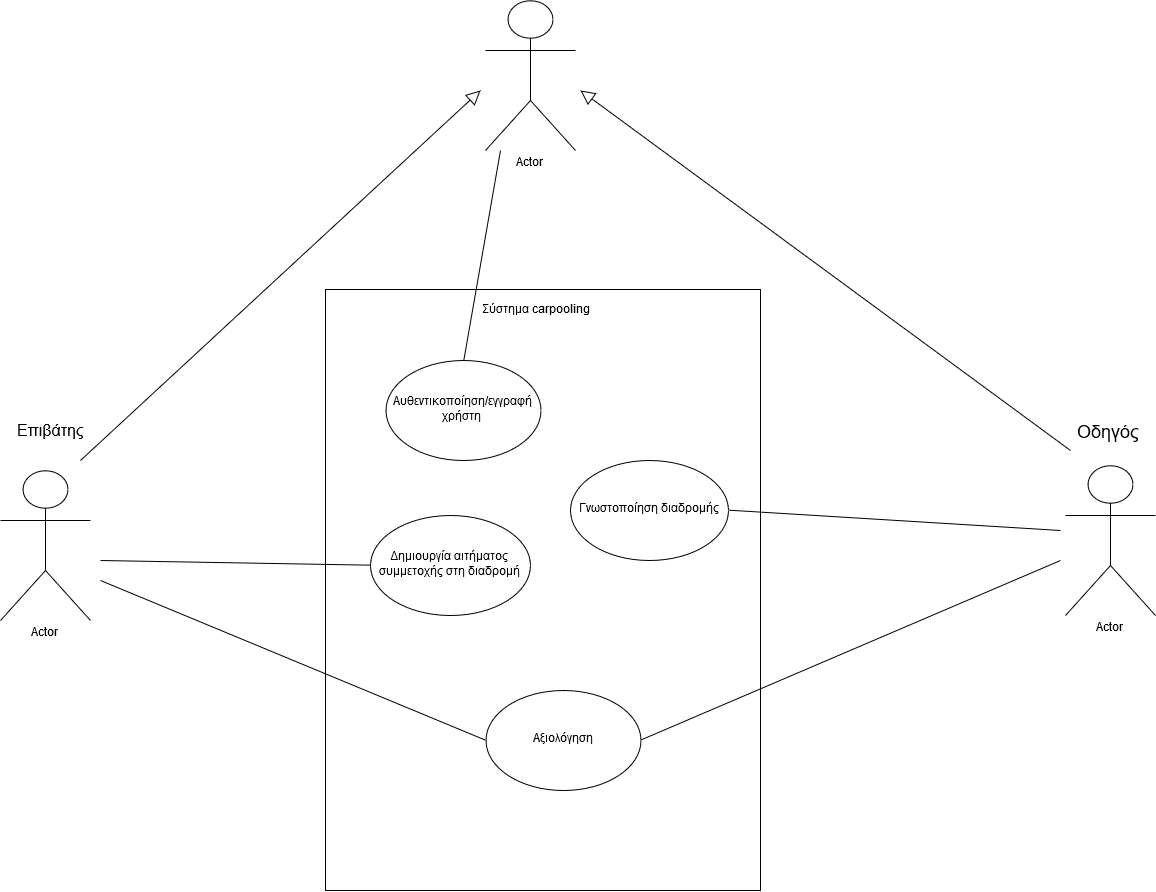 Actor
Σύστημα carpooling
Αυθεντικοποίηση/εγγραφή
χρήστη
Επιβάτης
Οδηγός
Γνωστοποίηση διαδρομής
Δημιουργία αιτήματος
συμμετοχής στη διαδρομή
Actor
Actor
Αξιολόγηση